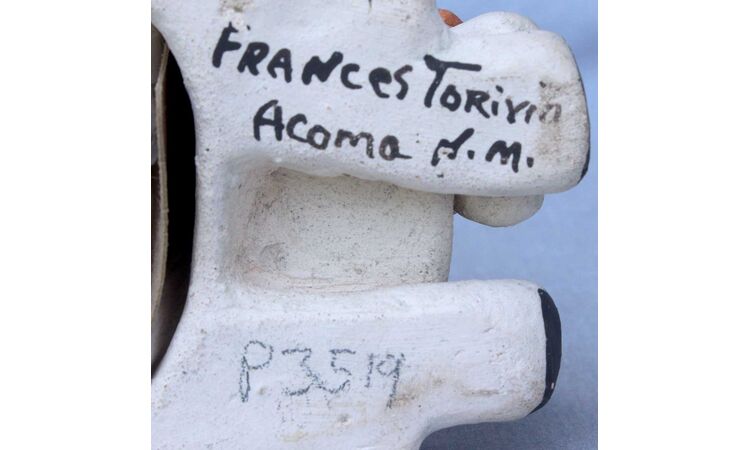 FRANCES TORIVIO
ACOMA N.M.
P3519